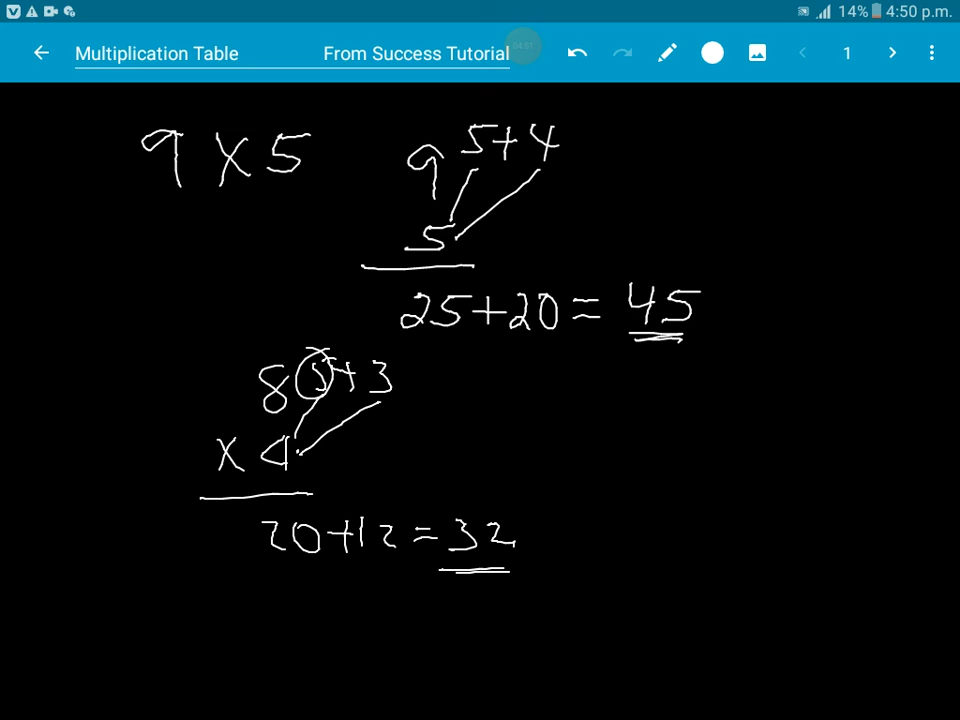 14% 4:50 p.m.
Multiplication Table From Success Tutorial 1
9 X 5
9 5+4
5
25+20 = 45
8 5+3
x 4
20+12 = 32